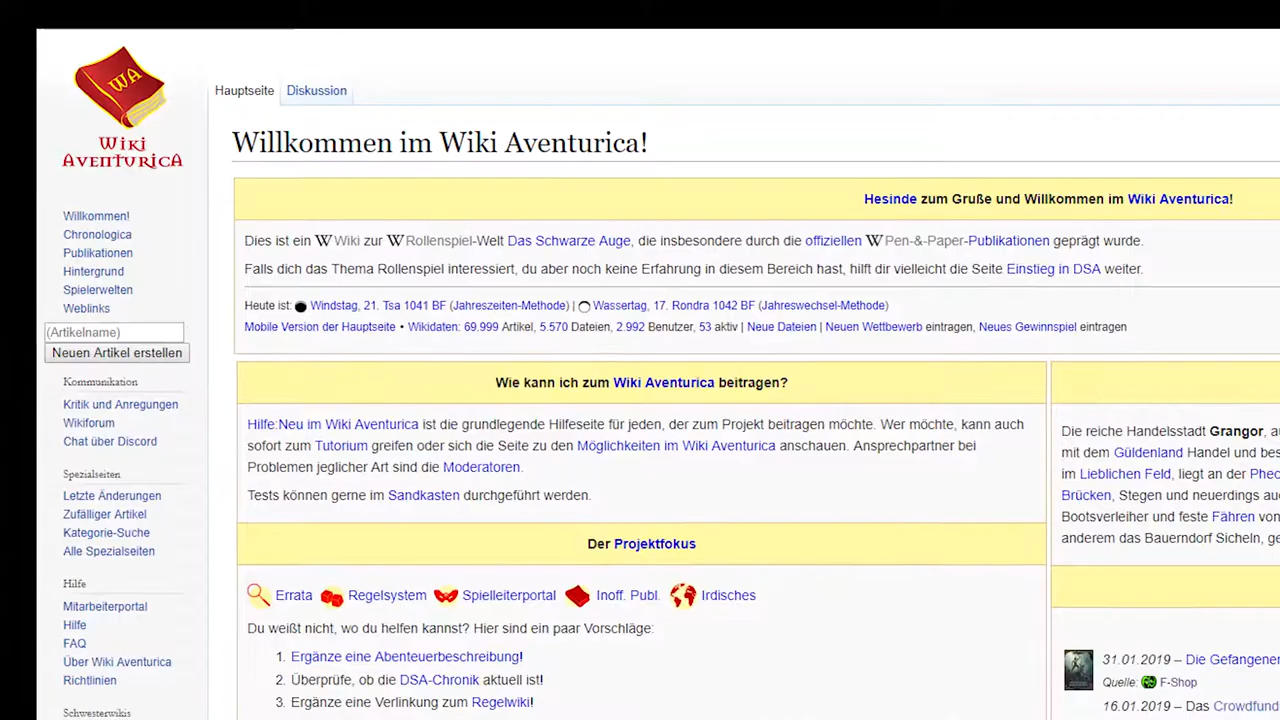 WA
Wiki
Aventurica
Hauptseite
Diskussion
Willkommen im Wiki Aventurica!
Willkommen!
Chronologica
Publikationen
Hintergrund
Spielerwelten
Weblinks
(Artikelname)
Neuen Artikel erstellen
Kommunikation
Kritik und Anregungen
Wikiforum
Chat über Discord
Spezialseiten
Letzte Änderungen
Zufälliger Artikel
Kategorie-Suche
Alle Spezialseiten
Hilfe
Mitarbeiterportal
Hilfe
FAQ
Über Wiki Aventurica
Richtlinien
Schwesterwikis
Hesinde zum Gruße und Willkommen im Wiki Aventurica!
Dies ist ein Wiki zur Rollenspiel-Welt Das Schwarze Auge, die insbesondere durch die offiziellen Pen-&-Paper-Publikationen geprägt wurde.
Falls dich das Thema Rollenspiel interessiert, du aber noch keine Erfahrung in diesem Bereich hast, hilft dir vielleicht die Seite Einstieg in DSA weiter.
Heute ist: Windstag, 21. Tsa 1041 BF (Jahreszeiten-Methode) | Wassertag, 17. Rondra 1042 BF (Jahreswechsel-Methode)
Mobile Version der Hauptseite • Wikidaten: 69.999 Artikel, 5.570 Dateien, 2.992 Benutzer, 53 aktiv | Neue Dateien | Neuen Wettbewerb eintragen, Neues Gewinnspiel eintragen
Wie kann ich zum Wiki Aventurica beitragen?
Hilfe:Neu im Wiki Aventurica ist die grundlegende Hilfeseite für jeden, der zum Projekt beitragen möchte. Wer möchte, kann auch
sofort zum Tutorium greifen oder sich die Seite zu den Möglichkeiten im Wiki Aventurica anschauen. Ansprechpartner bei
Problemen jeglicher Art sind die Moderatoren.
Tests können gerne im Sandkasten durchgeführt werden.
Der Projektfokus
Errata Regelsystem Spielleiterportal Inoff. Publ. Irdisches
Du weißt nicht, wo du helfen kannst? Hier sind ein paar Vorschläge:
1. Ergänze eine Abenteuerbeschreibung!
2. Überprüfe, ob die DSA-Chronik aktuell ist!
3. Ergänze eine Verlinkung zum Regelwiki!
Die reiche Handelsstadt Grangor, a
mit dem Güldenland Handel und bes
im Lieblichen Feld, liegt an der Phec
Brücken, Stegen und neuerdings au
Bootsverleiher und feste Fähren vo
anderem das Bauerndorf Sicheln, ge
31.01.2019 – Die Gefangenen
Quelle: F-Shop
16.01.2019 – Das Crowdfund